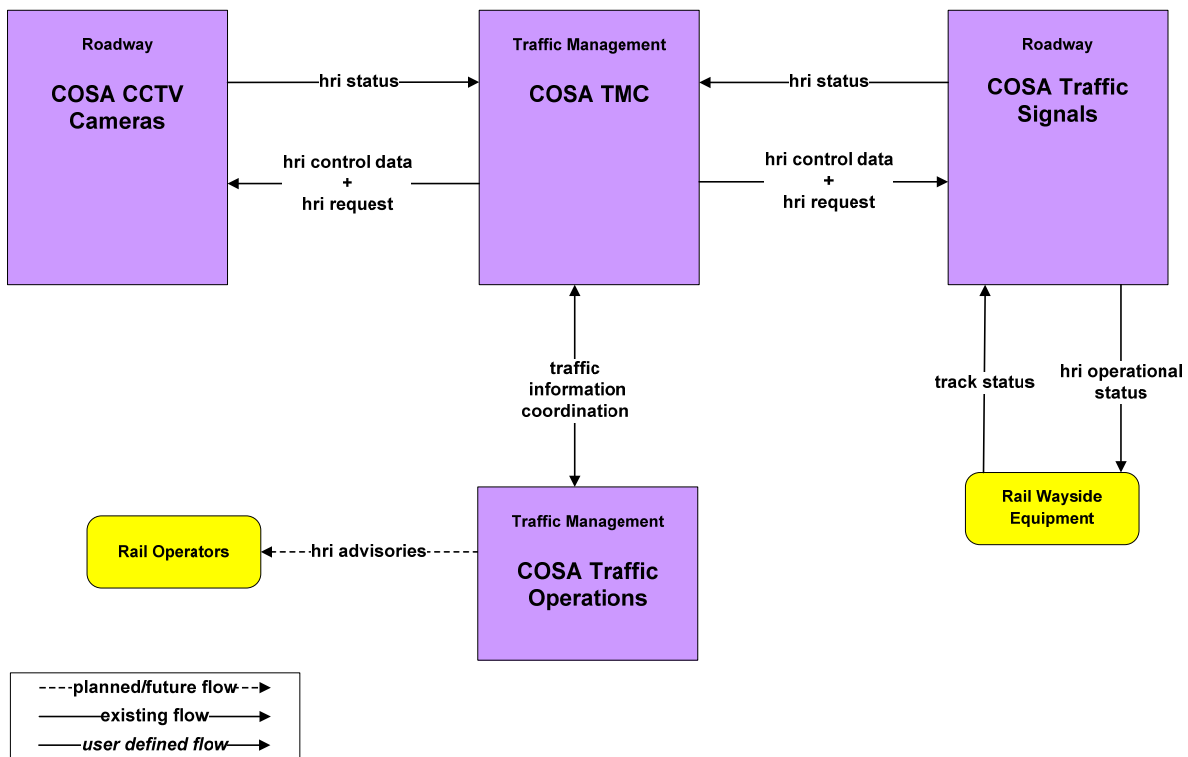 Roadway
COSA CCTV
Cameras
hri status
hri control data
+
hri request
Traffic Management
COSA TMC
hri status
hri control data
+
hri request
Roadway
COSA Traffic
Signals
traffic
information
coordination
track status
hri operational
status
Rail Wayside
Equipment
Rail Operators
hri advisories
Traffic Management
COSA Traffic
Operations
planned/future flow
existing flow
user defined flow